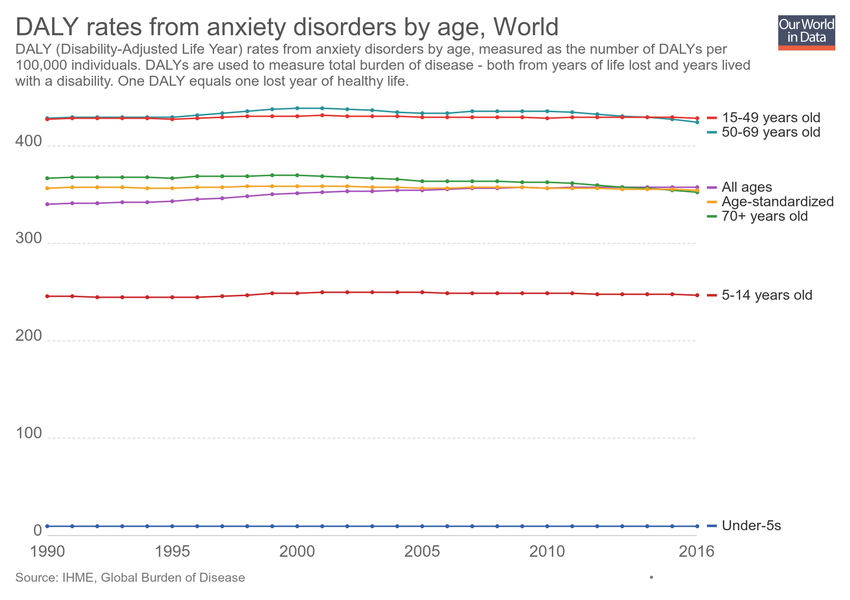 DALY rates from anxiety disorders by age, World
Our World
in Data
DALY (Disability-Adjusted Life Year) rates from anxiety disorders by age, measured as the number of DALYs per
100,000 individuals. DALYs are used to measure total burden of disease - both from years of life lost and years lived
with a disability. One DALY equals one lost year of healthy life.
15-49 years old
50-69 years old
400
All ages
Age-standardized
70+ years old
300
5-14 years old
200
100
Under-5s
0
1990 1995 2000 2005 2010 2016
Source: IHME, Global Burden of Disease